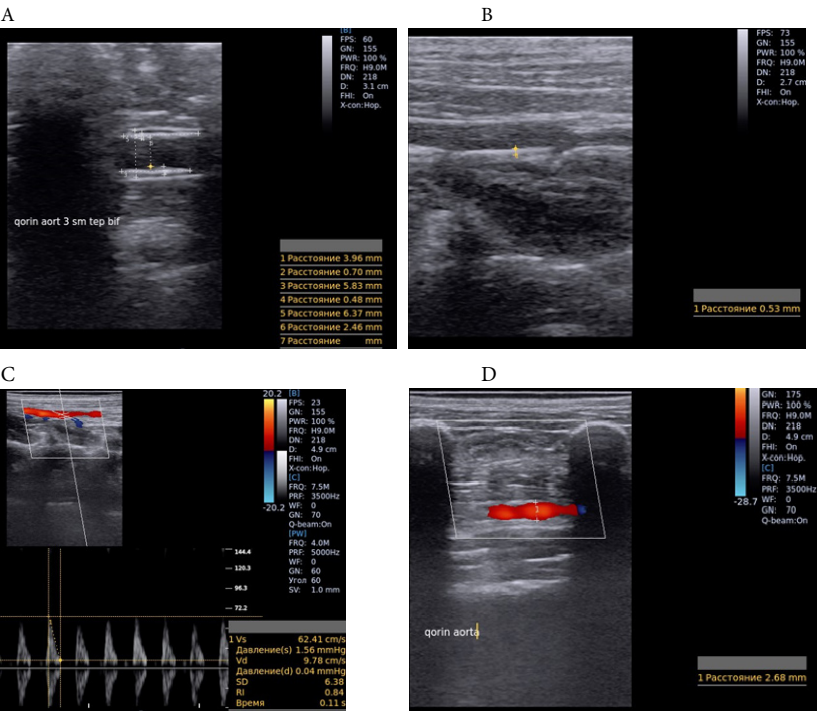 A
[B]
FPS: 60
GN: 155
PWR: 100 %
FRQ: H9.0M
DN: 218
D: 3.1 cm
FHI: On
X-con:Hop.
qorin aort 3 sm tep bif
1 Расстояние 3.96 mm
2 Расстояние 0.70 mm
3 Расстояние 5.83 mm
4 Расстояние 0.48 mm
5 Расстояние 6.37 mm
6 Расстояние 2.46 mm
7 Расстояние mm
B
FPS: 73
GN: 155
PWR: 100 %
FRQ: H9.0M
DN: 218
D: 2.7 cm
FHI: On
X-con:Hop.
1 Расстояние 0.53 mm
C
20.2
-20.2
[B]
FPS: 23
GN: 155
PWR: 100 %
FRQ: H9.0M
DN: 218
D: 4.9 cm
FHI: On
X-con:Hop.
[C]
FRQ: 7.5M
PRF: 3500Hz
WF: 0
GN: 70
Q-beam:On
[PW]
FRQ: 4.0M
PRF: 5000Hz
WF: 0
GN: 60
Угол 60
SV: 1.0 mm
144.4
120.3
96.3
72.2
1 Vs 62.41 cm/s
Давление(s) 1.56 mmHg
Vd 9.78 cm/s
Давление(d) 0.04 mmHg
SD 6.38
RI 0.84
Время 0.11 s
D
GN: 175
PWR: 100 %
FRQ: H9.0M
DN: 218
D: 4.9 cm
FHI: On
X-con:Hop.
[C]
FRQ: 7.5M
PRF: 3500Hz
WF: 0
GN: 70
Q-beam:On
-28.7
qorin aorta
1 Расстояние 2.68 mm